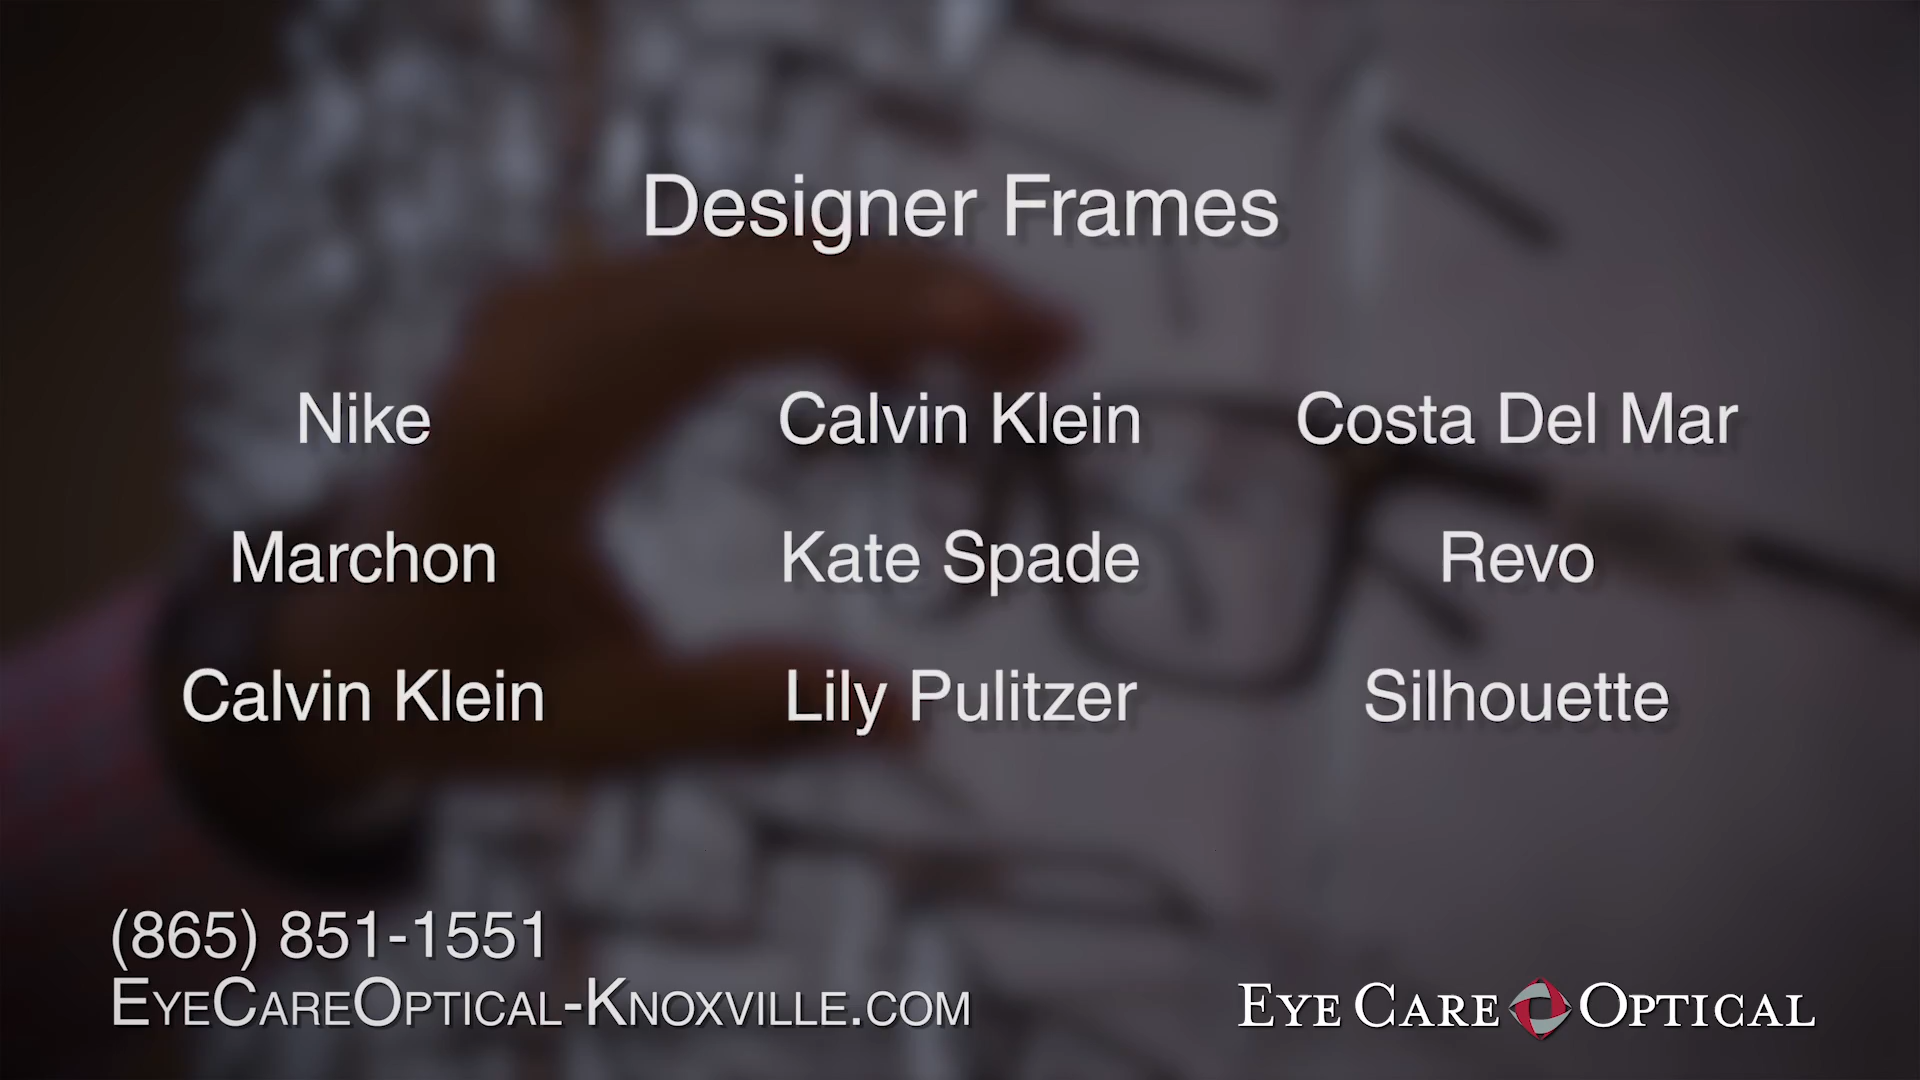 Designer Frames
Nike Calvin Klein Costa Del Mar
Marchon Kate Spade Revo
Calvin Klein Lily Pulitzer Silhouette
(865) 851-1551
EyeCareOptical-Knoxville.com
Eye Care Optical